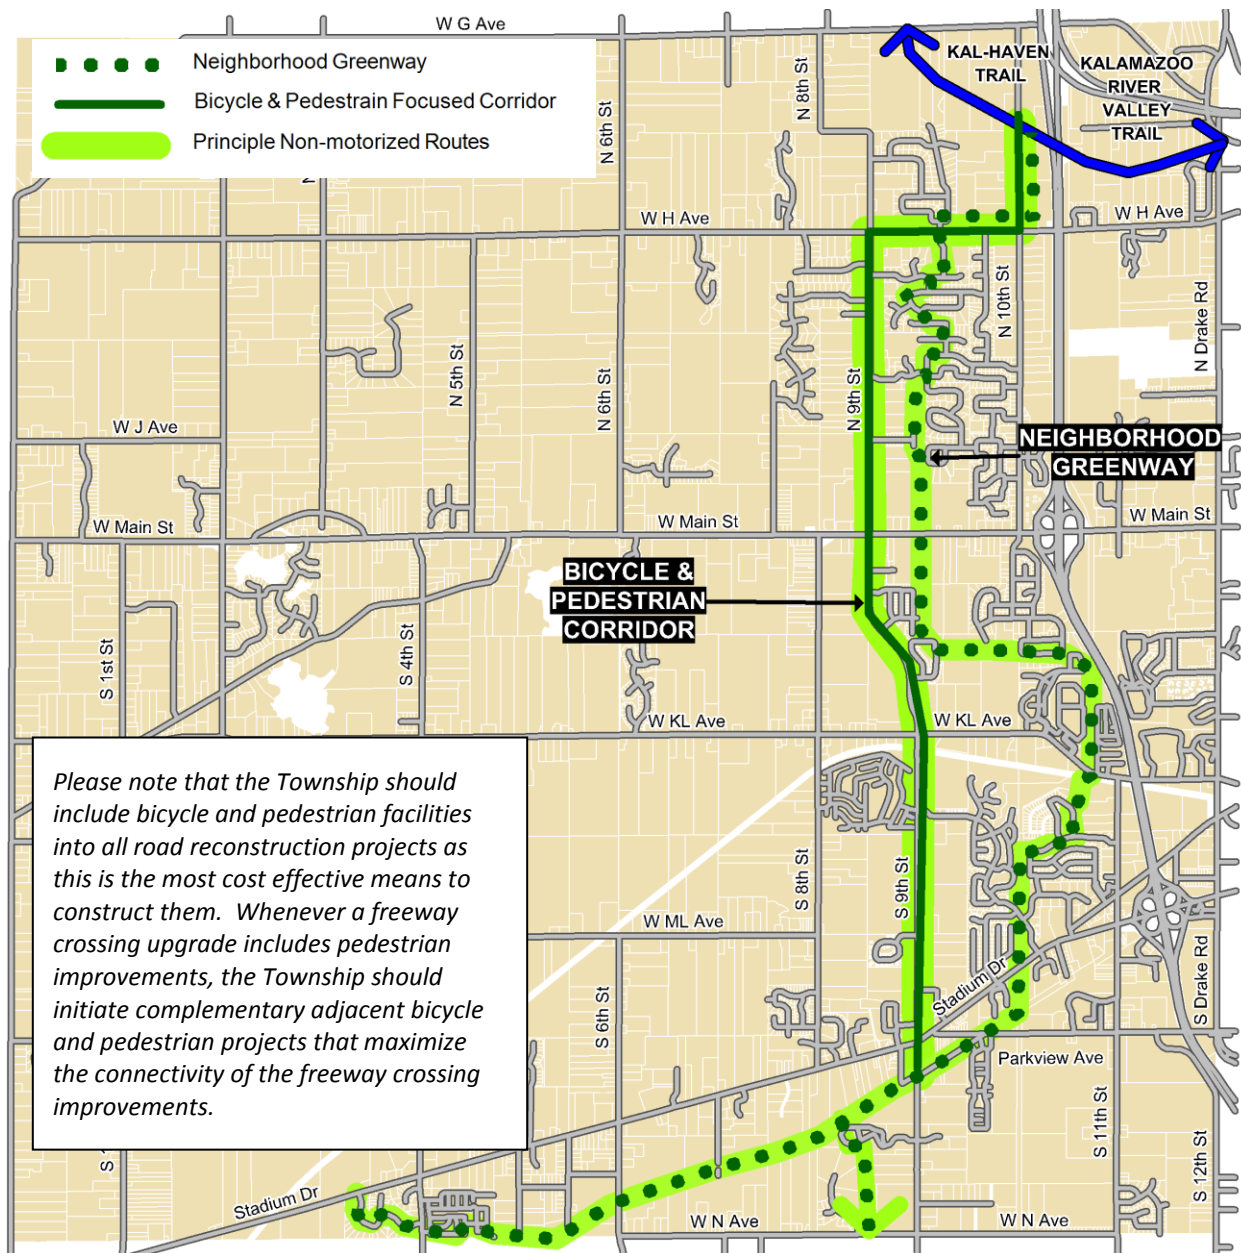 W G Ave
Neighborhood Greenway
Bicycle & Pedestrain Focused Corridor
Principle Non-motorized Routes
N 6th St
N 8th St
KAL-HAVEN
TRAIL
KALAMAZOO
RIVER
VALLEY
TRAIL
W H Ave
W H Ave
N 5th St
N 6th St
N 9th St
N 10th St
N Drake Rd
W J Ave
NEIGHBORHOOD
GREENWAY
W Main St
W Main St
W Main St
BICYCLE &
PEDESTRIAN
CORRIDOR
S 1st St
S 4th St
W KL Ave
W KL Ave
Please note that the Township should
include bicycle and pedestrian facilities
into all road reconstruction projects as
this is the most cost effective means to
construct them. Whenever a freeway
crossing upgrade includes pedestrian
improvements, the Township should
initiate complementary adjacent bicycle
and pedestrian projects that maximize
the connectivity of the freeway crossing
improvements.
S 8th St
S 9th St
W ML Ave
Stadium Dr
S Drake Rd
S 6th St
Parkview Ave
S 11th St
S 12th St
Stadium Dr
W N Ave
W N Ave